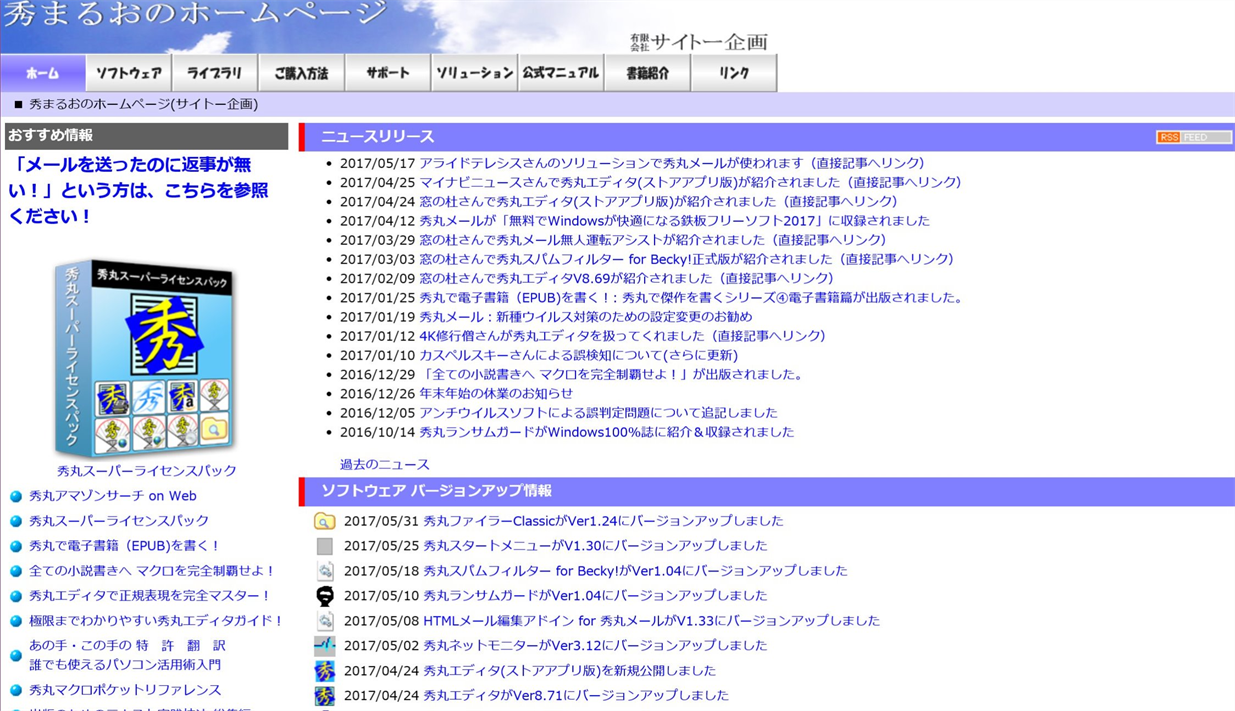 秀まるおのホームページ
有限会社サイトー企画
ホーム ソフトウェア ライブラリ ご購入方法 サポート ソリューション 公式マニュアル 書籍紹介 リンク
■ 秀まるおのホームページ(サイトー企画)
おすすめ情報
「メールを送ったのに返事が無
い！」という方は、こちらを参照
ください！
秀丸スーパーライセンスパック
秀丸スーパーライセンスパック
秀
秀丸スーパーライセンスパック
秀丸アマゾンサーチ on Web
秀丸スーパーライセンスパック
秀丸で電子書籍（EPUB)を書く！
全ての小説書きへ マクロを完全制覇せよ！
秀丸エディタで正規表現を完全マスター！
極限までわかりやすい秀丸エディタガイド！
あの手・この手の 特　許　翻　訳
誰でも使えるパソコン活用術入門
秀丸マクロポケットリファレンス
ニュースリリース
RSS FEED
• 2017/05/17 アライドテレシスさんのソリューションで秀丸メールが使われます（直接記事へリンク）
• 2017/04/25 マイナビニュースさんで秀丸エディタ(ストアアプリ版)が紹介されました（直接記事へリンク）
• 2017/04/24 窓の杜さんで秀丸エディタ(ストアアプリ版)が紹介されました（直接記事へリンク）
• 2017/04/12 秀丸メールが「無料でWindowsが快適になる鉄板フリーソフト2017」に収録されました
• 2017/03/29 窓の杜さんで秀丸メール無人運転アシストが紹介されました（直接記事へリンク）
• 2017/03/03 窓の杜さんで秀丸スパムフィルター for Becky!正式版が紹介されました（直接記事へリンク）
• 2017/02/09 窓の杜さんで秀丸エディタV8.69が紹介されました（直接記事へリンク）
• 2017/01/25 秀丸で電子書籍（EPUB)を書く！: 秀丸で傑作を書くシリーズ④電子書籍篇が出版されました。
• 2017/01/19 秀丸メール：新種ウイルス対策のための設定変更のお勧め
• 2017/01/12 4K修行僧さんが秀丸エディタを扱ってくれました（直接記事へリンク）
• 2017/01/10 カスペルスキーさんによる誤検知について(さらに更新)
• 2016/12/29 「全ての小説書きへ マクロを完全制覇せよ！」が出版されました。
• 2016/12/26 年末年始の休業のお知らせ
• 2016/12/05 アンチウイルスソフトによる誤判定問題について追記しました
• 2016/10/14 秀丸ランサムガードがWindows100%誌に紹介＆収録されました
過去のニュース
ソフトウェア バージョンアップ情報
2017/05/31 秀丸ファイラーClassicがVer1.24にバージョンアップしました
2017/05/25 秀丸スタートメニューがV1.30にバージョンアップしました
2017/05/18 秀丸スパムフィルター for Becky!がVer1.04にバージョンアップしました
2017/05/10 秀丸ランサムガードがVer1.04にバージョンアップしました
2017/05/08 HTMLメール編集アドイン for 秀丸メールがV1.33にバージョンアップしました
2017/05/02 秀丸ネットモニターがVer3.12にバージョンアップしました
2017/04/24 秀丸エディタ(ストアアプリ版)を新規公開しました
2017/04/24 秀丸エディタがVer8.71にバージョンアップしました